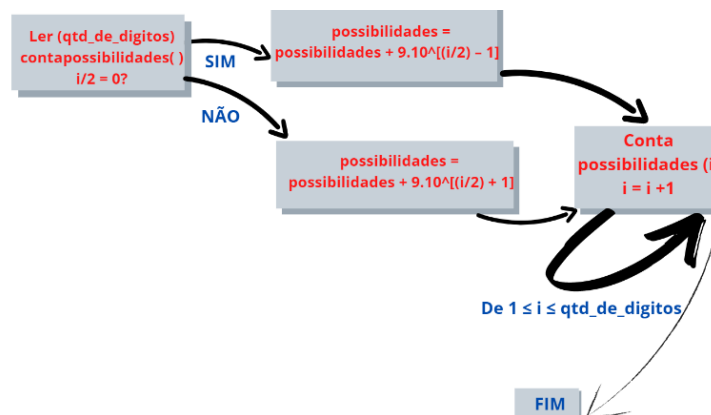 Ler (qtd_de_digitos)
contapossibilidades( )
i/2 = 0?
SIM
NÃO
possibilidades =
possibilidades + 9.10^[(i/2) – 1]
possibilidades =
possibilidades + 9.10^[(i/2) + 1]
Conta
possibilidades (i
i = i +1
De 1 ≤ i ≤ qtd_de_digitos
FIM